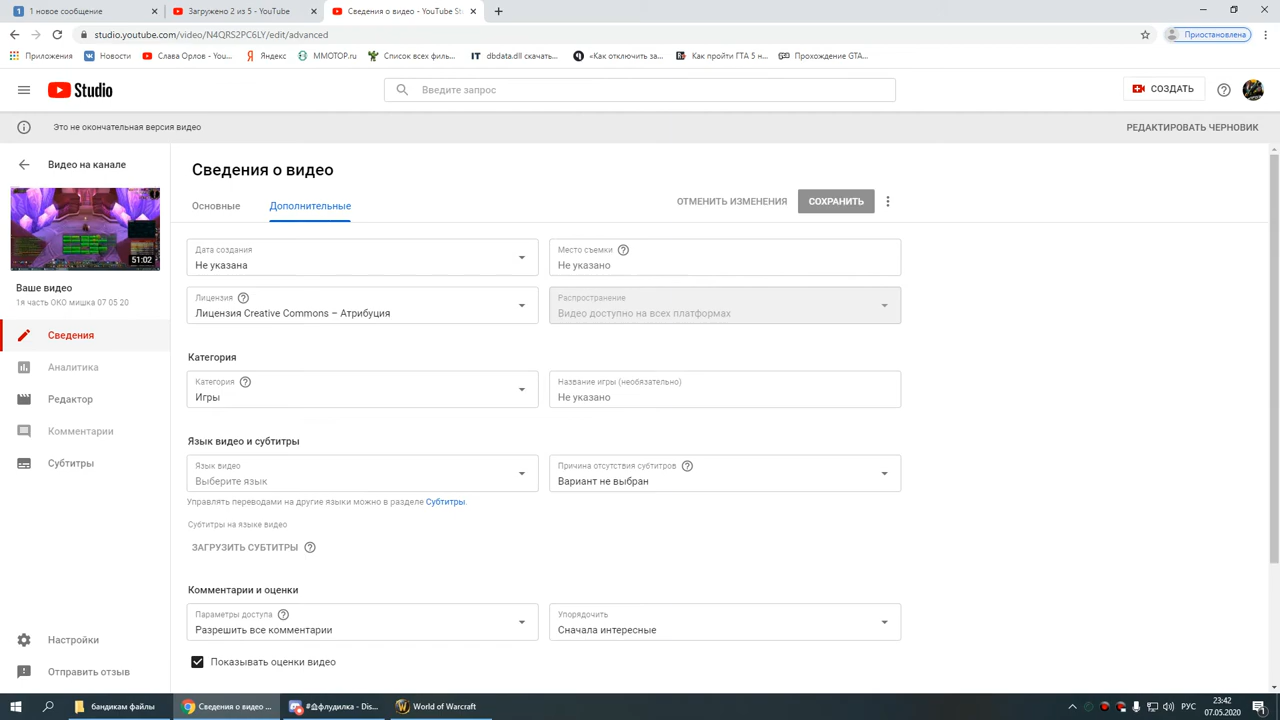 1 новое сообщение
Загружено 2 из 5 - YouTube
Сведения о видео - YouTube St
studio.youtube.com/video/N4QRS2PC6LY/edit/advanced
Приостановлена
Приложения
Новости
Слава Орлов - You...
Яндекс
MMOTOP.ru
Список всех фил...
dbdata.dll скачать...
«Как отключить за...
Как пройти ГТА 5 н...
Прохождение GTA...
Studio
Введите запрос
СОЗДАТЬ
Это не окончательная версия видео
РЕДАКТИРОВАТЬ ЧЕРНОВИК
Видео на канале
51:02
Ваше видео
1я часть ОКО мишка 07 05 20
Сведения
Аналитика
Редактор
Комментарии
Субтитры
Настройки
Отправить отзыв
Сведения о видео
Основные
Дополнительные
ОТМЕНИТЬ ИЗМЕНЕНИЯ
СОХРАНИТЬ
Дата создания
Не указана
Место съемки
Не указано
Лицензия
Лицензия Creative Commons – Атрибуция
Распространение
Видео доступно на всех платформах
Категория
Категория
Игры
Название игры (необязательно)
Не указано
Язык видео и субтитры
Язык видео
Выберите язык
Причина отсутствия субтитров
Вариант не выбран
Управлять переводами на другие языки можно в разделе Субтитры.
Субтитры на языке видео
ЗАГРУЗИТЬ СУБТИТРЫ
Комментарии и оценки
Параметры доступа
Разрешить все комментарии
Упорядочить
Сначала интересные
Показывать оценки видео
бандикам файлы
Сведения о видео ...
World of Warcraft
РУС
23:42
07.05.2020